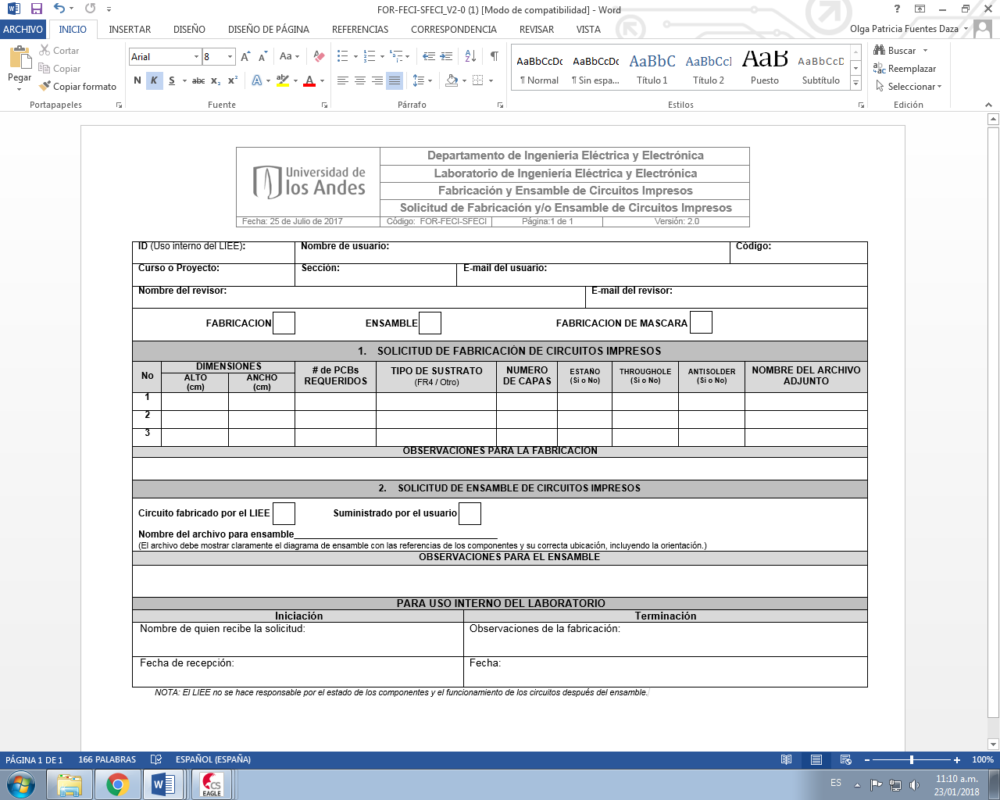 FOR-FECI-SFECI_V2-0 (1) [Modo de compatibilidad] - Word
ARCHIVO INICIO INSERTAR DISEÑO DISEÑO DE PÁGINA REFERENCIAS CORRESPONDENCIA REVISAR VISTA Olga Patricia Fuentes Daza
Pegar
Cortar
Copiar
Copiar formato
Portapapeles
Arial 8
N K S abc x₂ x²
Fuente
Párrafo
AaBbCcDc AaBbCcDc AaBbC AaBbCcI AaB AaBbCcD
¶ Normal ¶ Sin espa... Título 1 Título 2 Puesto Subtítulo
Estilos
Buscar
Reemplazar
Seleccionar
Edición
Universidad de
los Andes
Departamento de Ingeniería Eléctrica y Electrónica
Laboratorio de Ingeniería Eléctrica y Electrónica
Fabricación y Ensamble de Circuitos Impresos
Solicitud de Fabricación y/o Ensamble de Circuitos Impresos
Fecha: 25 de Julio de 2017 Código: FOR-FECI-SFECI Página:1 de 1 Versión: 2.0
ID (Uso interno del LIEE): Nombre de usuario: Código:
Curso o Proyecto: Sección: E-mail del usuario:
Nombre del revisor: E-mail del revisor:
FABRICACION ENSAMBLE FABRICACION DE MASCARA
1. SOLICITUD DE FABRICACIÓN DE CIRCUITOS IMPRESOS
No
DIMENSIONES
ALTO
(cm)
ANCHO
(cm)
# de PCBs
REQUERIDOS
TIPO DE SUSTRATO
(FR4 / Otro)
NUMERO
DE CAPAS
ESTAÑO
(Si o No)
THROUGHOLE
(Si o No)
ANTISOLDER
(Si o No)
NOMBRE DEL ARCHIVO
ADJUNTO
1
2
3
OBSERVACIONES PARA LA FABRICACION
2. SOLICITUD DE ENSAMBLE DE CIRCUITOS IMPRESOS
Circuito fabricado por el LIEE Suministrado por el usuario
Nombre del archivo para ensamble
(El archivo debe mostrar claramente el diagrama de ensamble con las referencias de los componentes y su correcta ubicación, incluyendo la orientación.)
OBSERVACIONES PARA EL ENSAMBLE
PARA USO INTERNO DEL LABORATORIO
Iniciación Terminación
Nombre de quien recibe la solicitud: Observaciones de la fabricación:
Fecha de recepción: Fecha:
NOTA: El LIEE no se hace responsable por el estado de los componentes y el funcionamiento de los circuitos después del ensamble.
PÁGINA 1 DE 1 166 PALABRAS ESPAÑOL (ESPAÑA) 100%
CS
EAGLE
ES
11:10 a.m.
23/01/2018